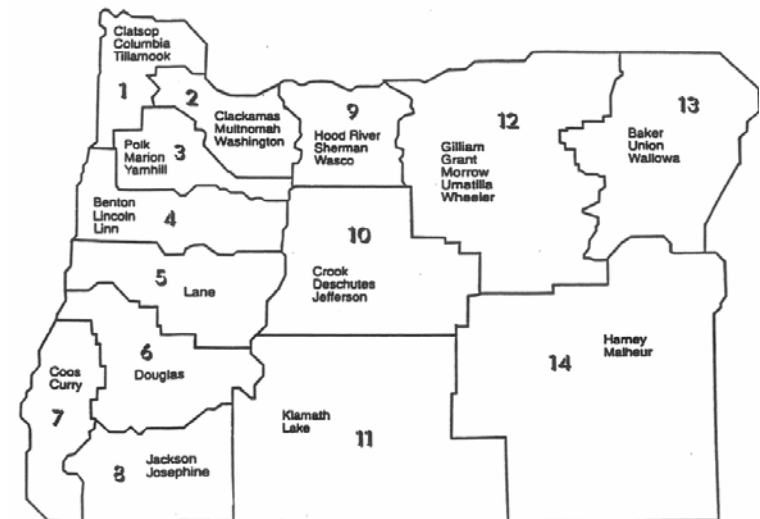 Clatsop
Columbia
Tillamook
1
2
Clackamas
Multnomah
Washington
3
Polk
Marion
Yamhill
9
Hood River
Sherman
Wasco
12
Gilliam
Grant
Morrow
Umatilla
Wheeler
13
Baker
Union
Wallowa
Benton
Lincoln
Linn
4
10
Crook
Deschutes
Jefferson
5
Lane
6
Douglas
Coos
Curry
7
8
Jackson
Josephine
Klamath
Lake
11
14
Harney
Malheur